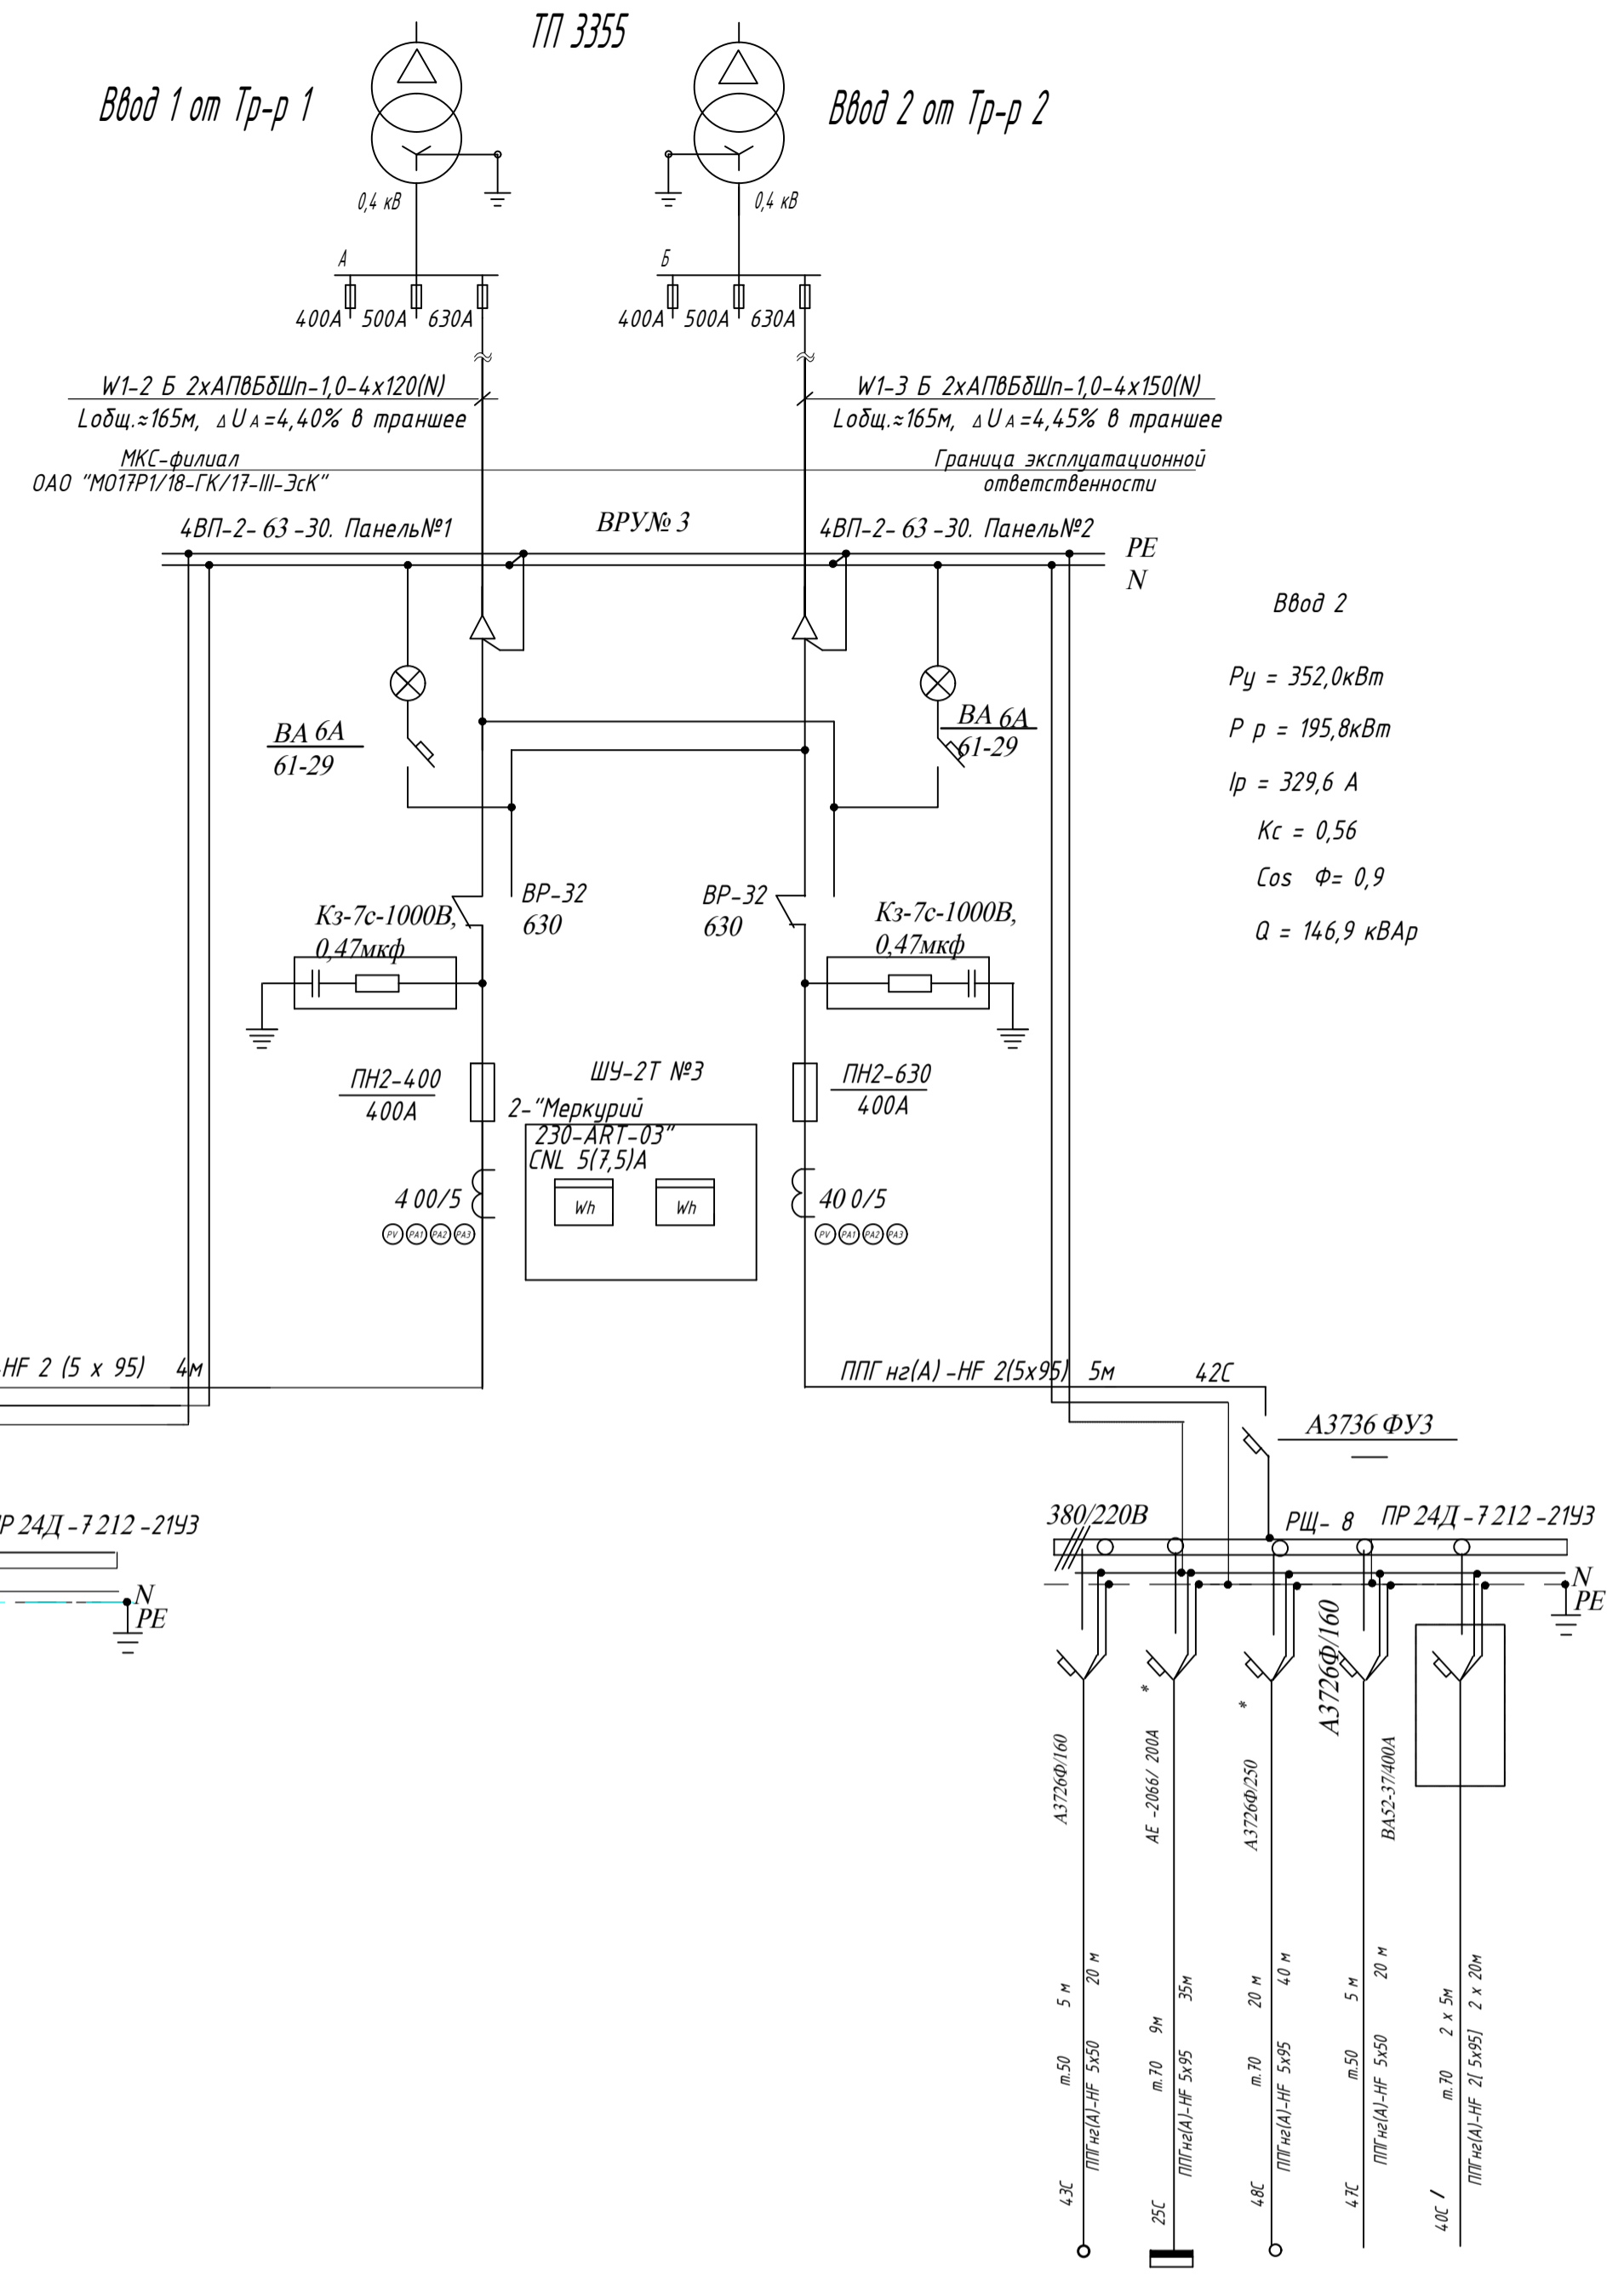 ТП 3355
Ввод 1 от Тр-р 1
Ввод 2 от Тр-р 2
0,4 кВ
0,4 кВ
А
Б
400А 500А 630А
400А 500А 630А
W1-2 Б 2хАПвБбШп-1,0-4х120(N)
Lобщ.≈165м, ΔUА=4,40% в траншее
W1-3 Б 2хАПвБбШп-1,0-4х150(N)
Lобщ.≈165м, ΔUА=4,45% в траншее
МКС-филиал
ОАО "МО17Р1/18-ГК/17-III-ЭсК"
Граница эксплуатационной
ответственности
4ВП-2-63-30. Панель№1
ВРУ№ 3
4ВП-2-63-30. Панель№2
PE
N
Ввод 2
Ру = 352,0кВт
Р р = 195,8кВт
Iр = 329,6 А
Кс = 0,56
Cos Ф= 0,9
Q = 146,9 кВАр
ВА 6А
61-29
ВА 6А
61-29
ВР-32
630
ВР-32
630
Кз-7с-1000В,
0,47мкф
Кз-7с-1000В,
0,47мкф
ПН2-400
400А
ШУ-2Т №3
ПН2-630
400А
2-"Меркурий
230-ART-03"
CNL 5(7,5)А
Wh
Wh
4 00/5
40 0/5
PV PA1 PA2 PA3
PV PA1 PA2 PA3
-HF 2 (5 х 95) 4м
ППГ нг(А) -HF 2(5х95) 5м 42С
А3736 ФУ3
Р 24Д -7 212 -21У3
N
PE
380/220В
РЩ- 8
ПР 24Д -7 212 -21У3
N
PE
А3726Ф/160
*
АЕ -2066/ 200А
*
А3726Ф/250
А3726Ф/160
ВА52-37/400А
43С т.50 5 м
ППГнг(А)-HF 5х50 20 м
25С т.70 9м
ППГнг(А)-HF 5х95 35м
48С т.70 20 м
ППГнг(А)-HF 5х95 40 м
47С т.50 5 м
ППГнг(А)-HF 5х50 20 м
40С / т.70 2 х 5м
ППГнг(А)-HF 2[ 5х95] 2 х 20м